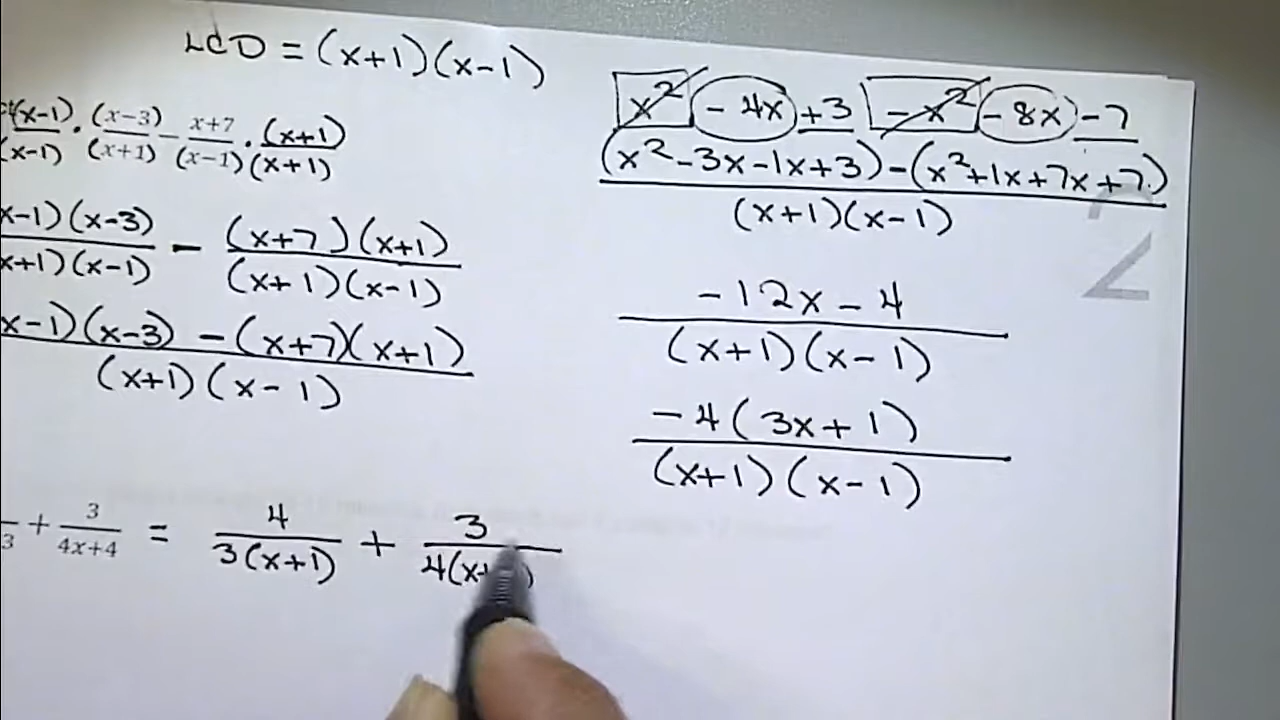 LCD = (x+1)(x-1)
(x-1)/(x-1) · (x-3)/(x+1) - x+7/(x-1) · (x+1)/(x+1)
x-1)(x-3)/x+1)(x-1) - (x+7)(x+1)/(x+1)(x-1)
x-1)(x-3) - (x+7)(x+1)
(x+1)(x-1)
3 + 3/4x+4 = 4/3(x+1) + 3/4(x+
x² - 4x +3 -x² -8x -7
(x²-3x-1x+3)-(x²+1x+7x+7)
(x+1)(x-1)
-12x-4
(x+1)(x-1)
-4(3x+1)
(x+1)(x-1)